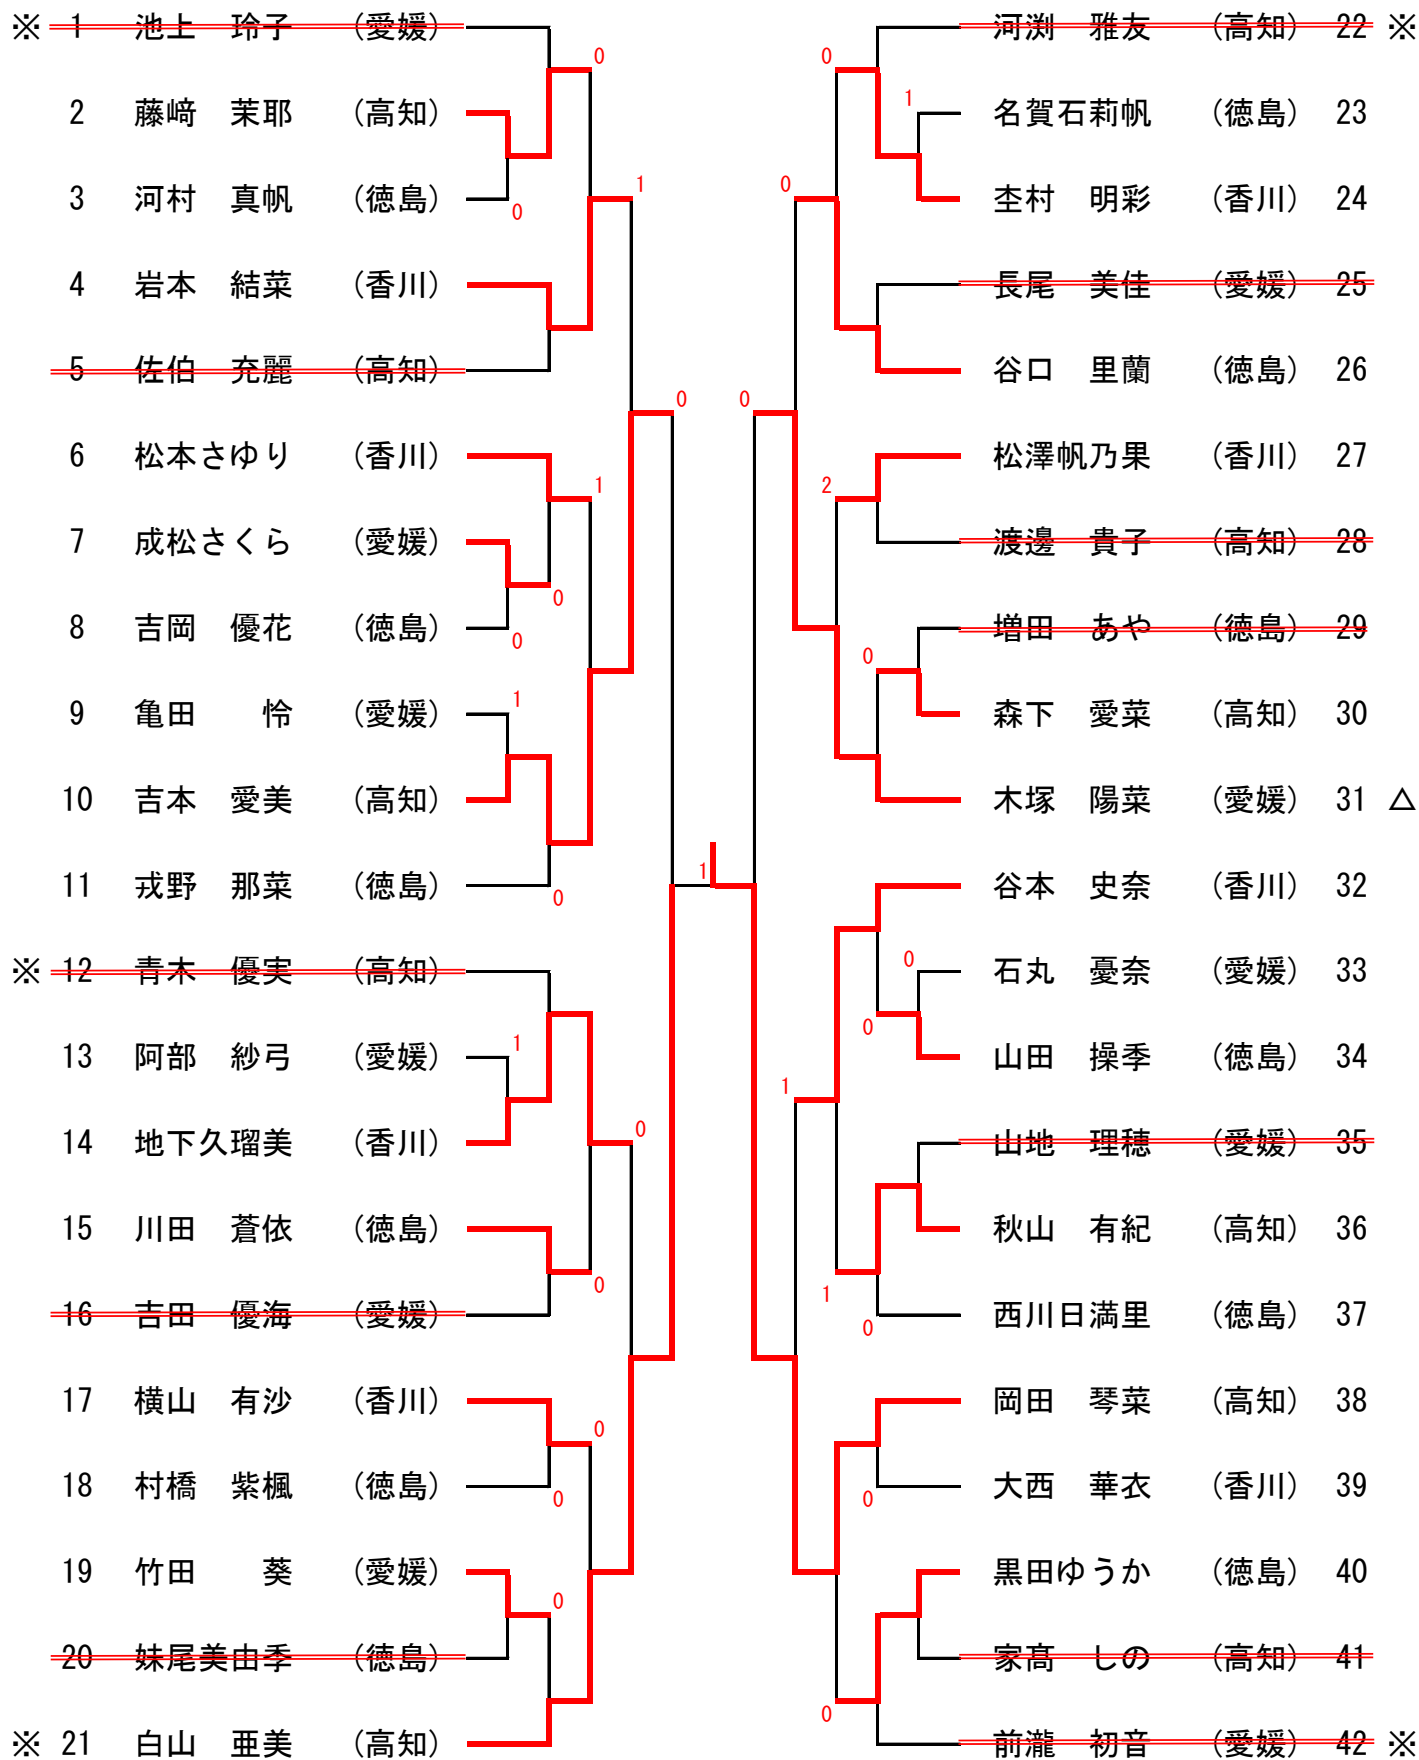 ※ 1 池上 玲子 (愛媛)
0
2 藤﨑 茉耶 (高知)
3 河村 真帆 (徳島)
0
1
4 岩本 結菜 (香川)
5 佐伯 充麗 (高知)
0
6 松本さゆり (香川)
1
7 成松さくら (愛媛)
0
8 吉岡 優花 (徳島)
0
9 亀田 怜 (愛媛)
1
10 吉本 愛美 (高知)
11 戎野 那菜 (徳島)
0
1
※ 12 青木 優実 (高知)
13 阿部 紗弓 (愛媛)
1
14 地下久瑠美 (香川)
0
15 川田 蒼依 (徳島)
0
16 吉田 優海 (愛媛)
17 横山 有沙 (香川)
0
18 村橋 紫楓 (徳島)
0
19 竹田 葵 (愛媛)
0
20 妹尾美由季 (徳島)
※ 21 白山 亜美 (高知)
河渕 雅友 (高知) 22 ※
0
1
名賀石莉帆 (徳島) 23
0
杢村 明彩 (香川) 24
長尾 美佳 (愛媛) 25
谷口 里蘭 (徳島) 26
0
松澤帆乃果 (香川) 27
2
渡邊 貴子 (高知) 28
増田 あや (徳島) 29
0
森下 愛菜 (高知) 30
木塚 陽菜 (愛媛) 31 △
谷本 史奈 (香川) 32
0
石丸 憂奈 (愛媛) 33
0
山田 操季 (徳島) 34
1
山地 理穂 (愛媛) 35
秋山 有紀 (高知) 36
1
西川日満里 (徳島) 37
0
岡田 琴菜 (高知) 38
大西 華衣 (香川) 39
0
黒田ゆうか (徳島) 40
家髙 しの (高知) 41
0
前瀧 初音 (愛媛) 42 ※